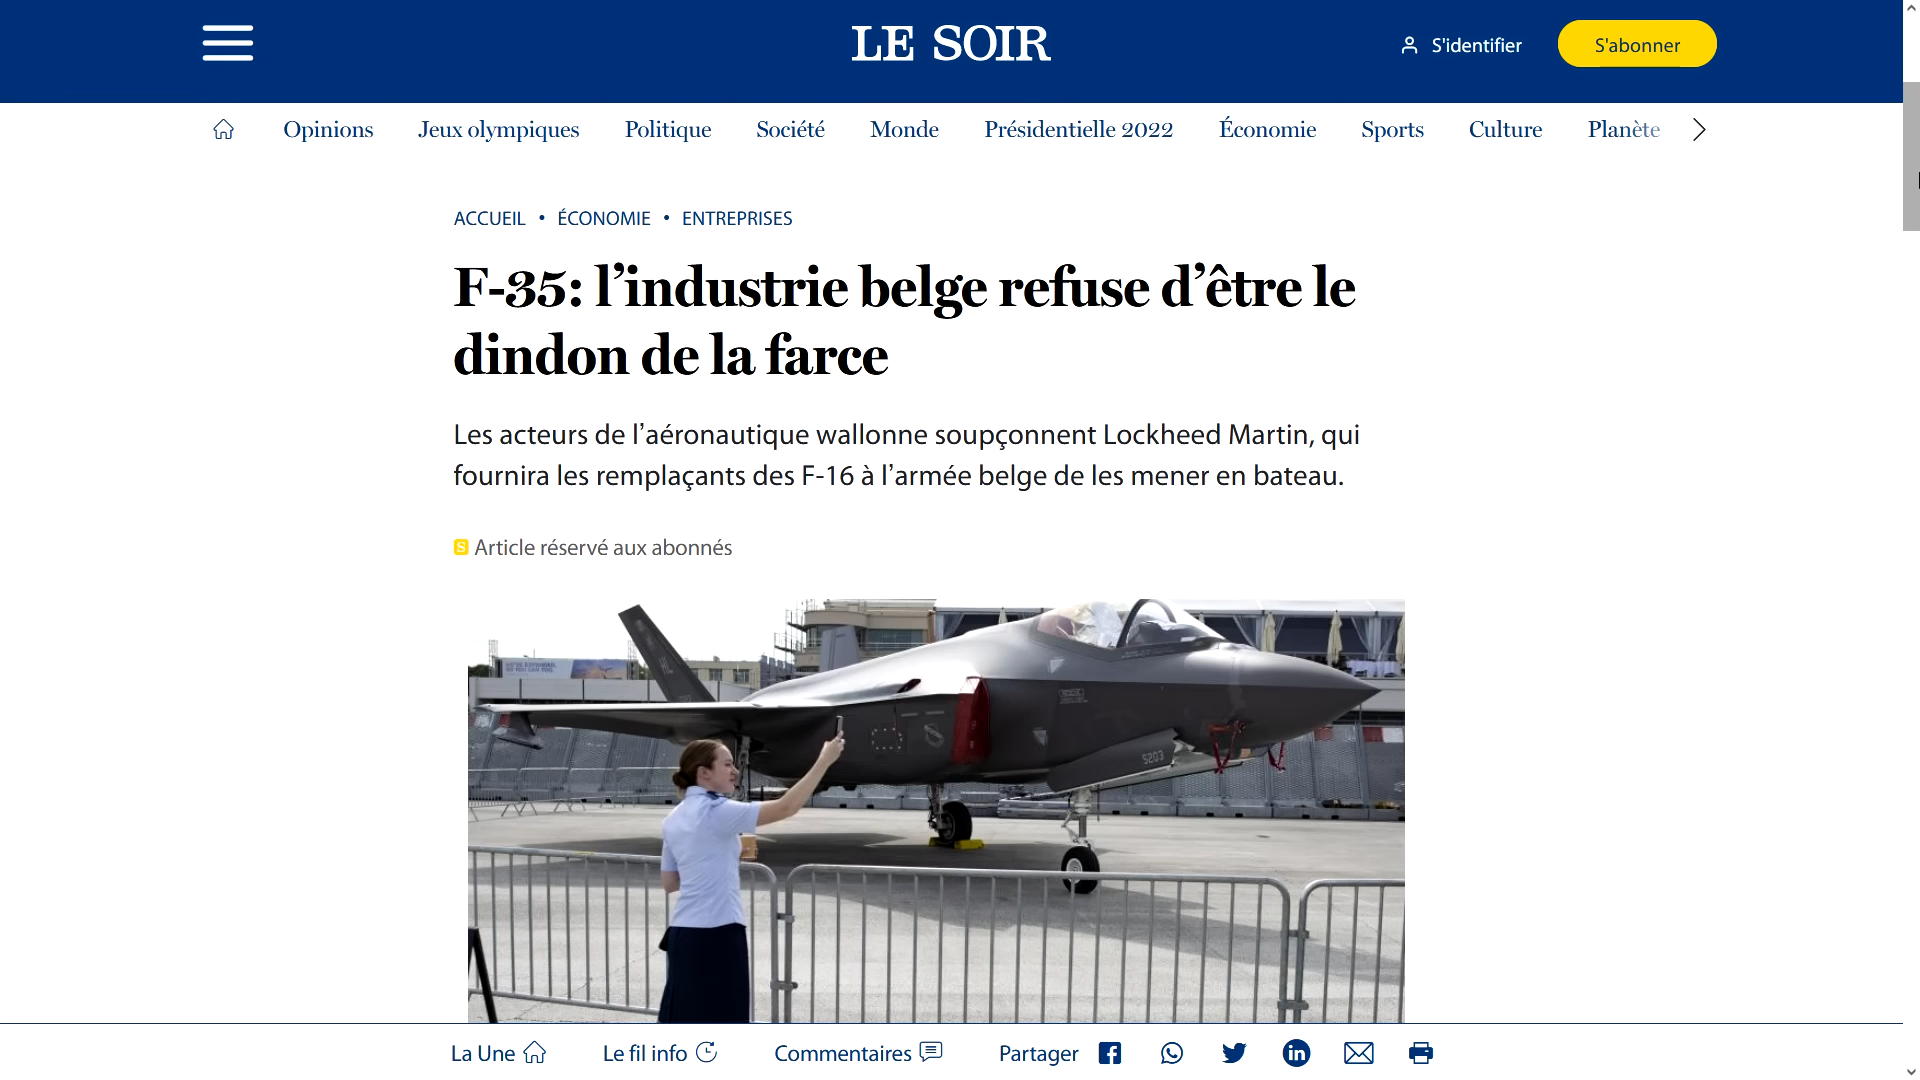 LE SOIR
S'identifier
S'abonner
Opinions
Jeux olympiques
Politique
Société
Monde
Présidentielle 2022
Économie
Sports
Culture
Planète
ACCUEIL • ÉCONOMIE • ENTREPRISES
F-35: l’industrie belge refuse d’être le
dindon de la farce
Les acteurs de l’aéronautique wallonne soupçonnent Lockheed Martin, qui
fournira les remplaçants des F-16 à l’armée belge de les mener en bateau.
S Article réservé aux abonnés
5203
La Une
Le fil info
Commentaires
Partager